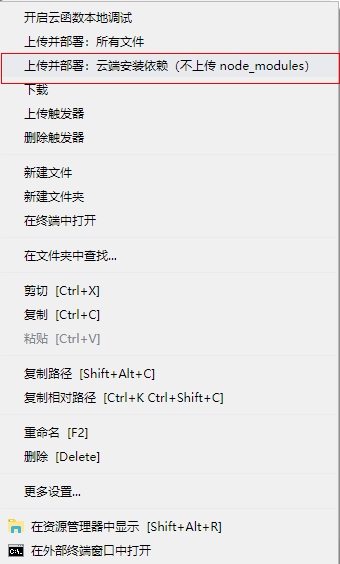 开启云函数本地调试
上传并部署：所有文件
上传并部署：云端安装依赖（不上传 node_modules）
下载
上传触发器
删除触发器
新建文件
新建文件夹
在终端中打开
在文件夹中查找...
剪切 [Ctrl+X]
复制 [Ctrl+C]
粘贴 [Ctrl+V]
复制路径 [Shift+Alt+C]
复制相对路径 [Ctrl+K Ctrl+Shift+C]
重命名 [F2]
删除 [Delete]
更多设置...
在资源管理器中显示 [Shift+Alt+R]
在外部终端窗口中打开